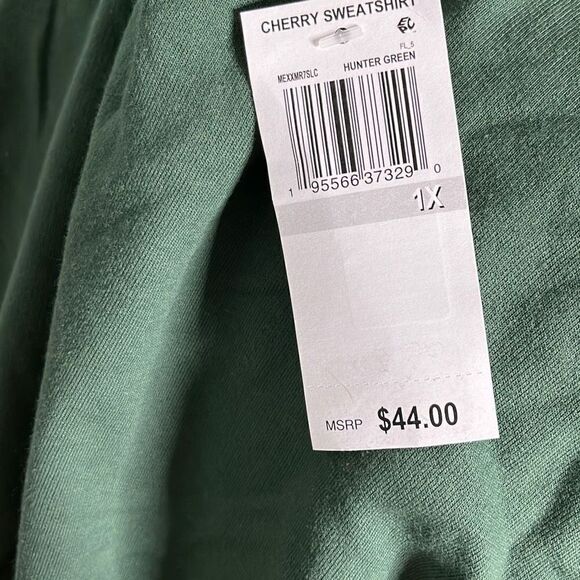 CHERRY SWEATSHIRT
FL_5
MEXXMR7SLC HUNTER GREEN
1 95566 37329 0
1X
MSRP $44.00